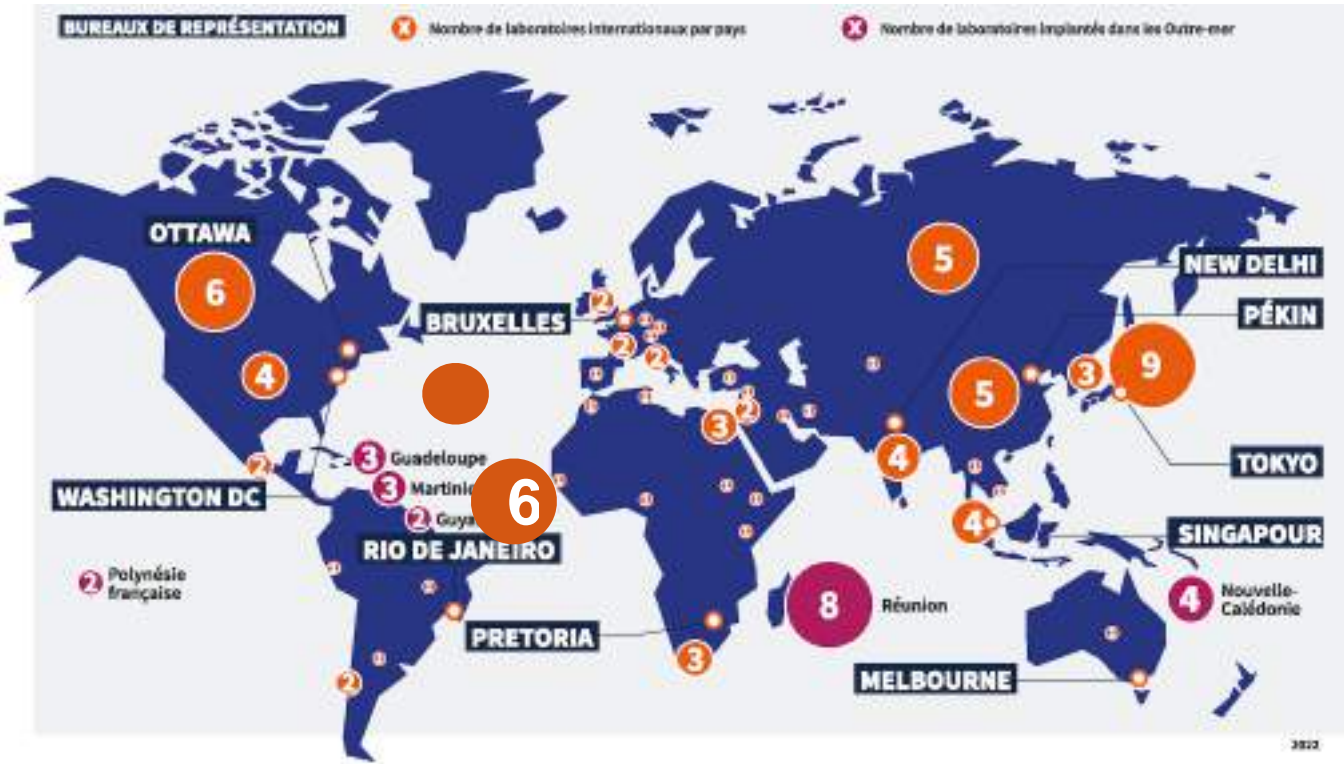 BUREAUX DE REPRÉSENTATION
X Nombre de laboratoires internationaux par pays
X Nombre de laboratoires implantés dans les Outre-mer
OTTAWA
6
5
NEW DELHI
2
BRUXELLES
PÉKIN
2
2
4
5
3
9
3
2
4
2
3 Guadeloupe
TOKYO
WASHINGTON DC
3
6
2
4
SINGAPOUR
RIO DE JANEIRO
2 Polynésie
française
8 Réunion
4 Nouvelle-
Calédonie
PRETORIA
3
2
MELBOURNE
2022